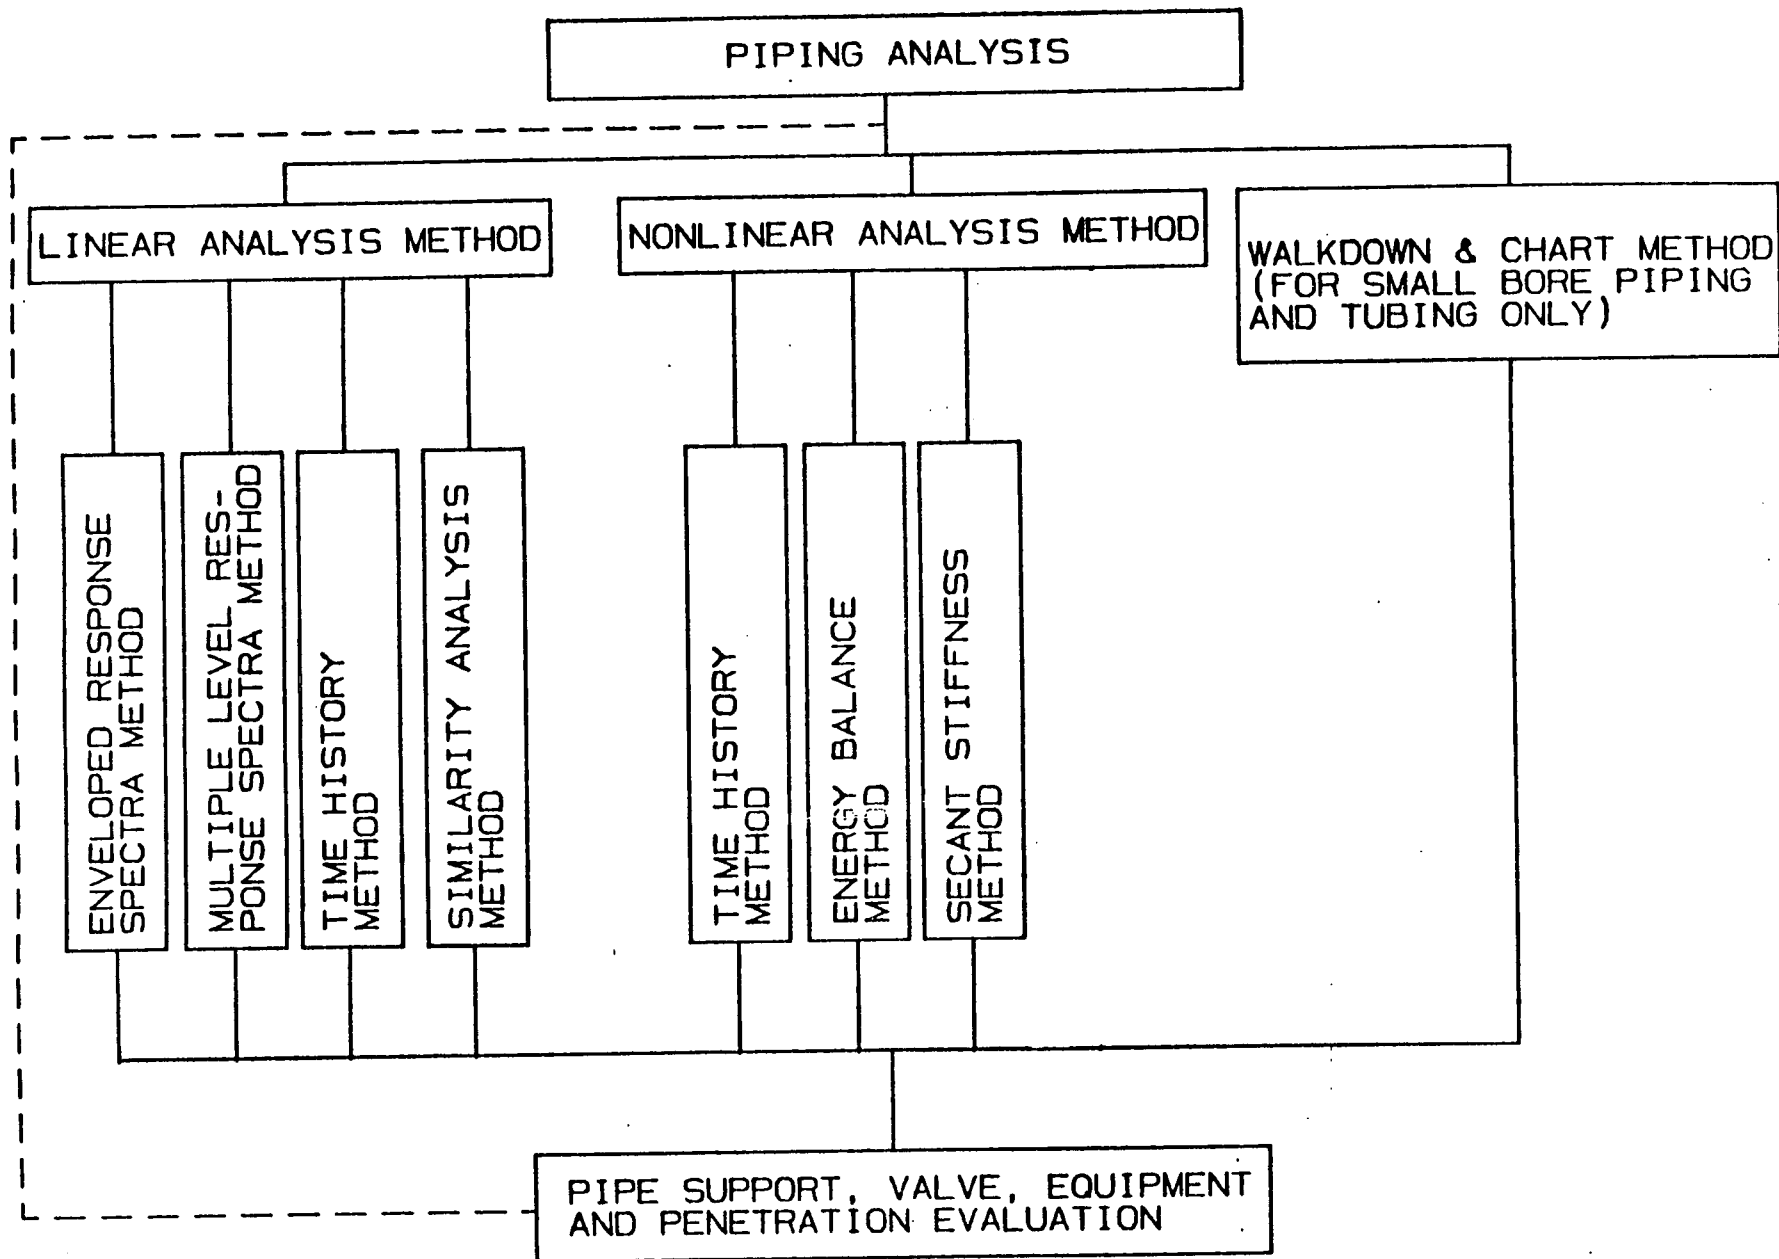 PIPING ANALYSIS
LINEAR ANALYSIS METHOD
NONLINEAR ANALYSIS METHOD
WALKDOWN & CHART METHOD
(FOR SMALL BORE PIPING
AND TUBING ONLY)
ENVELOPED RESPONSE
SPECTRA METHOD
MULTIPLE LEVEL RES-
PONSE SPECTRA METHOD
TIME HISTORY
METHOD
SIMILARITY ANALYSIS
METHOD
TIME HISTORY
METHOD
ENERGY BALANCE
METHOD
SECANT STIFFNESS
METHOD
PIPE SUPPORT, VALVE, EQUIPMENT
AND PENETRATION EVALUATION